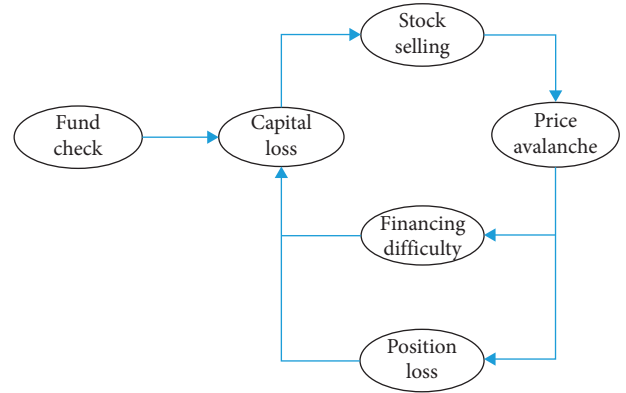 Stock
selling
Fund
check
Capital
loss
Price
avalanche
Financing
difficulty
Position
loss